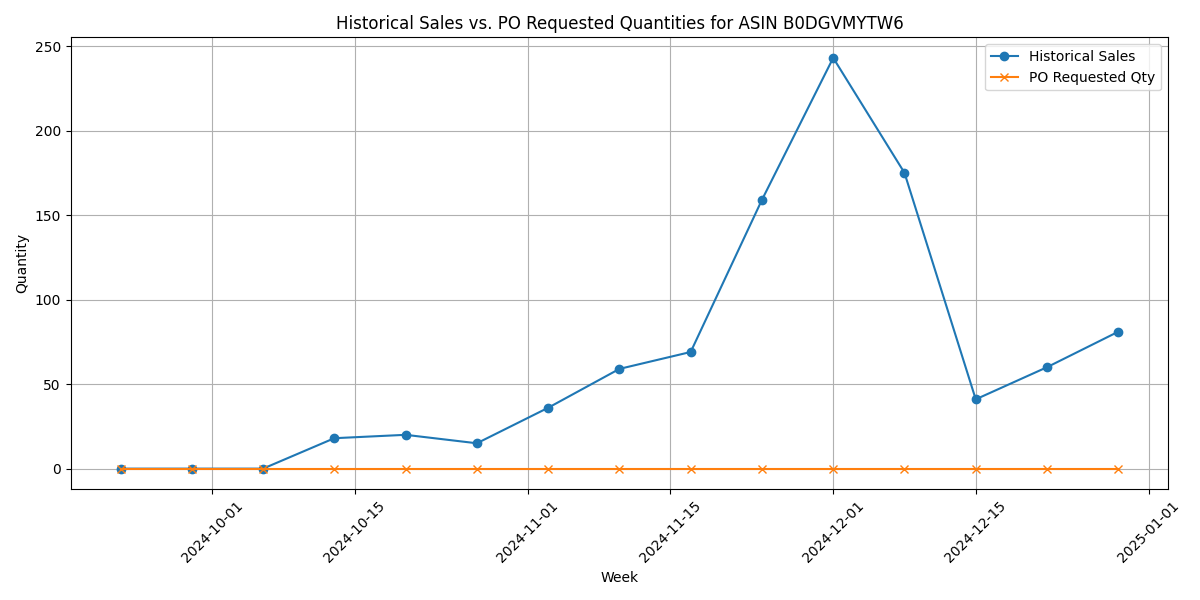 Historical Sales vs. PO Requested Quantities for ASIN B0DGVMYTW6
Historical Sales
PO Requested Qty
Quantity
250
200
150
100
50
0
2024-10-01
2024-10-15
2024-11-01
2024-11-15
2024-12-01
2024-12-15
2025-01-01
Week